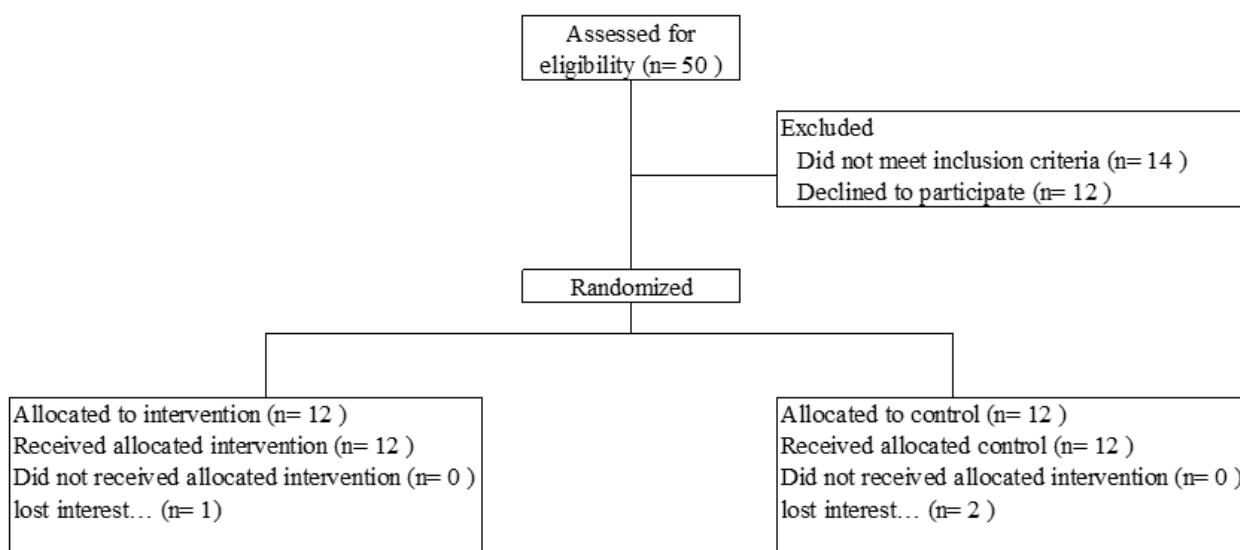 Assessed for
eligibility (n= 50 )
Excluded
Did not meet inclusion criteria (n= 14 )
Declined to participate (n= 12 )
Randomized
Allocated to intervention (n= 12 )
Received allocated intervention (n= 12 )
Did not received allocated intervention (n= 0 )
lost interest… (n= 1)
Allocated to control (n= 12 )
Received allocated control (n= 12 )
Did not received allocated intervention (n= 0 )
lost interest… (n= 2 )